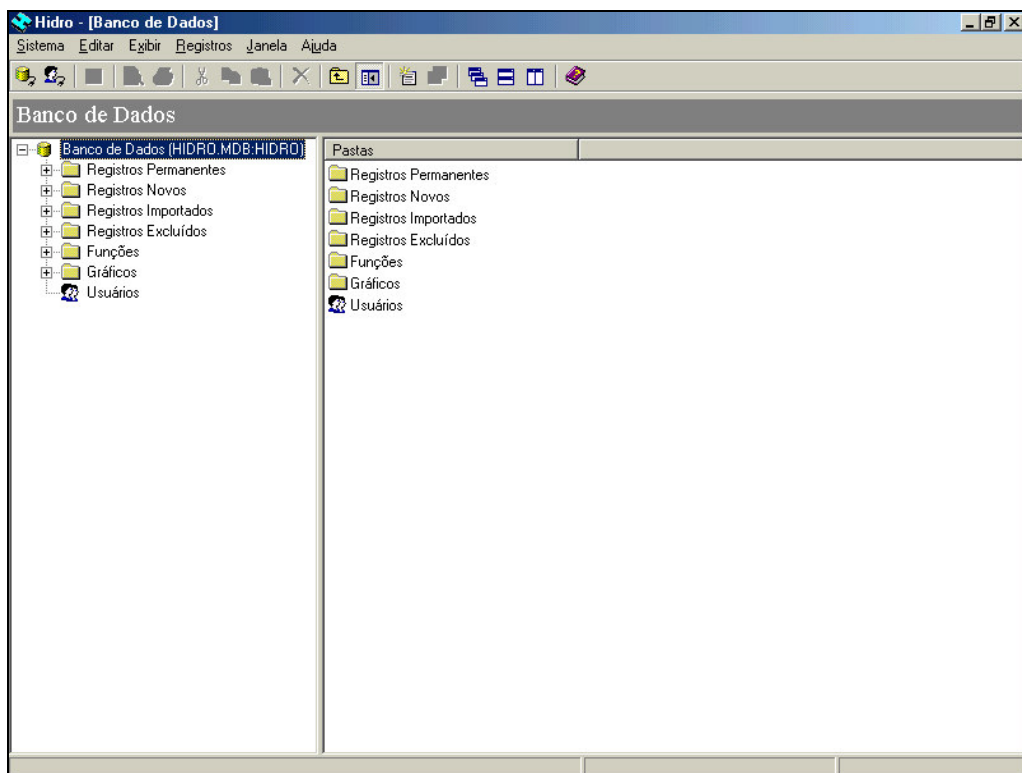 Hidro - [Banco de Dados]
Sistema Editar Exibir Registros Janela Ajuda
Banco de Dados
Banco de Dados (HIDRO.MDB:HIDRO)
Registros Permanentes
Registros Novos
Registros Importados
Registros Excluídos
Funções
Gráficos
Usuários
Pastas
Registros Permanentes
Registros Novos
Registros Importados
Registros Excluídos
Funções
Gráficos
Usuários